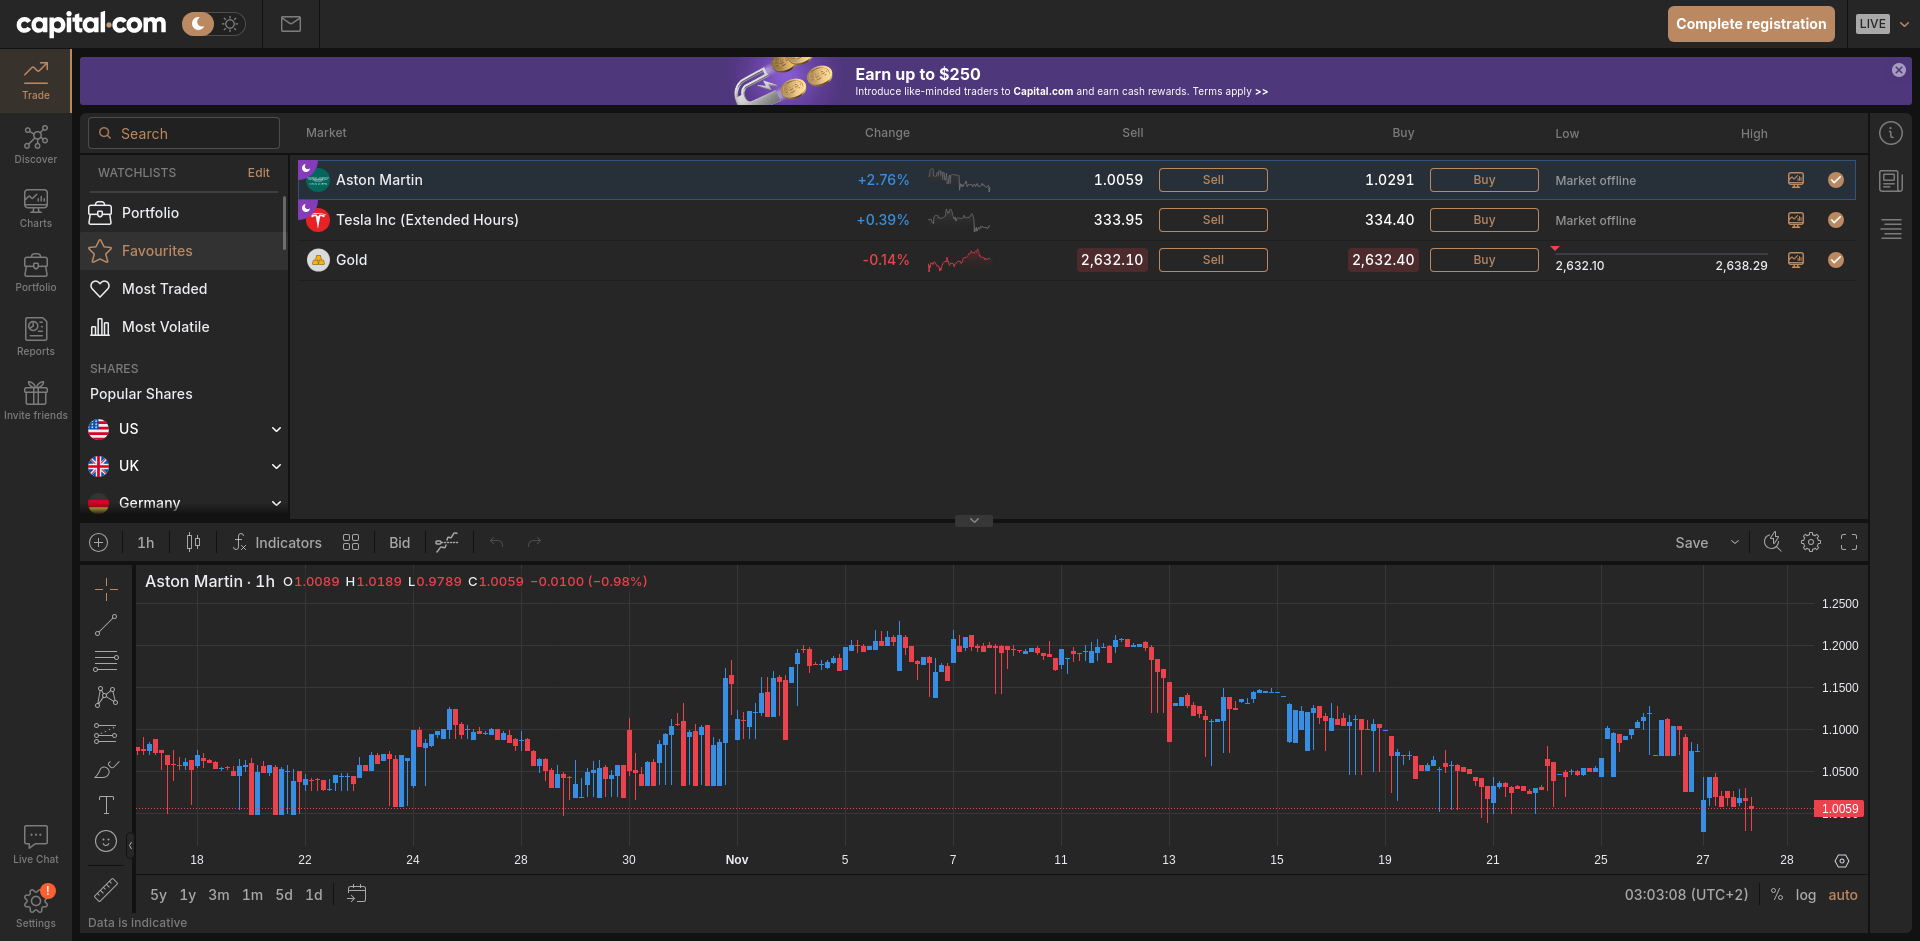 capital.com
Complete registration
LIVE
Trade
Discover
Charts
Portfolio
Reports
Invite friends
Live Chat
!
Settings
Earn up to $250
Introduce like-minded traders to Capital.com and earn cash rewards. Terms apply >>
Search
Market Change Sell Buy Low High
WATCHLISTS Edit
Portfolio
Favourites
Most Traded
Most Volatile
SHARES
Popular Shares
US
UK
Germany
Aston Martin +2.76% 1.0059 Sell 1.0291 Buy Market offline
Tesla Inc (Extended Hours) +0.39% 333.95 Sell 334.40 Buy Market offline
Gold -0.14% 2,632.10 Sell 2,632.40 Buy 2,632.10 2,638.29
1h Indicators Bid Save
Aston Martin · 1h O1.0089 H1.0189 L0.9789 C1.0059 −0.0100 (−0.98%)
1.2500
1.2000
1.1500
1.1000
1.0500
1.0059
18 22 24 28 30 Nov 5 7 11 13 15 19 21 25 27 28
5y 1y 3m 1m 5d 1d 03:03:08 (UTC+2) % log auto
Data is indicative